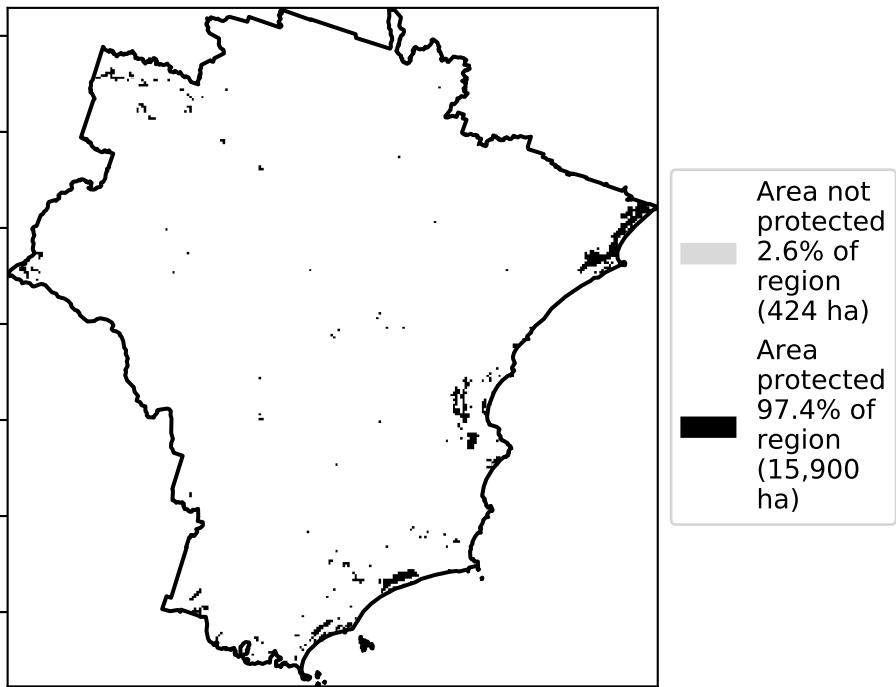 Area not
protected
2.6% of
region
(424 ha)
Area
protected
97.4% of
region
(15,900
ha)